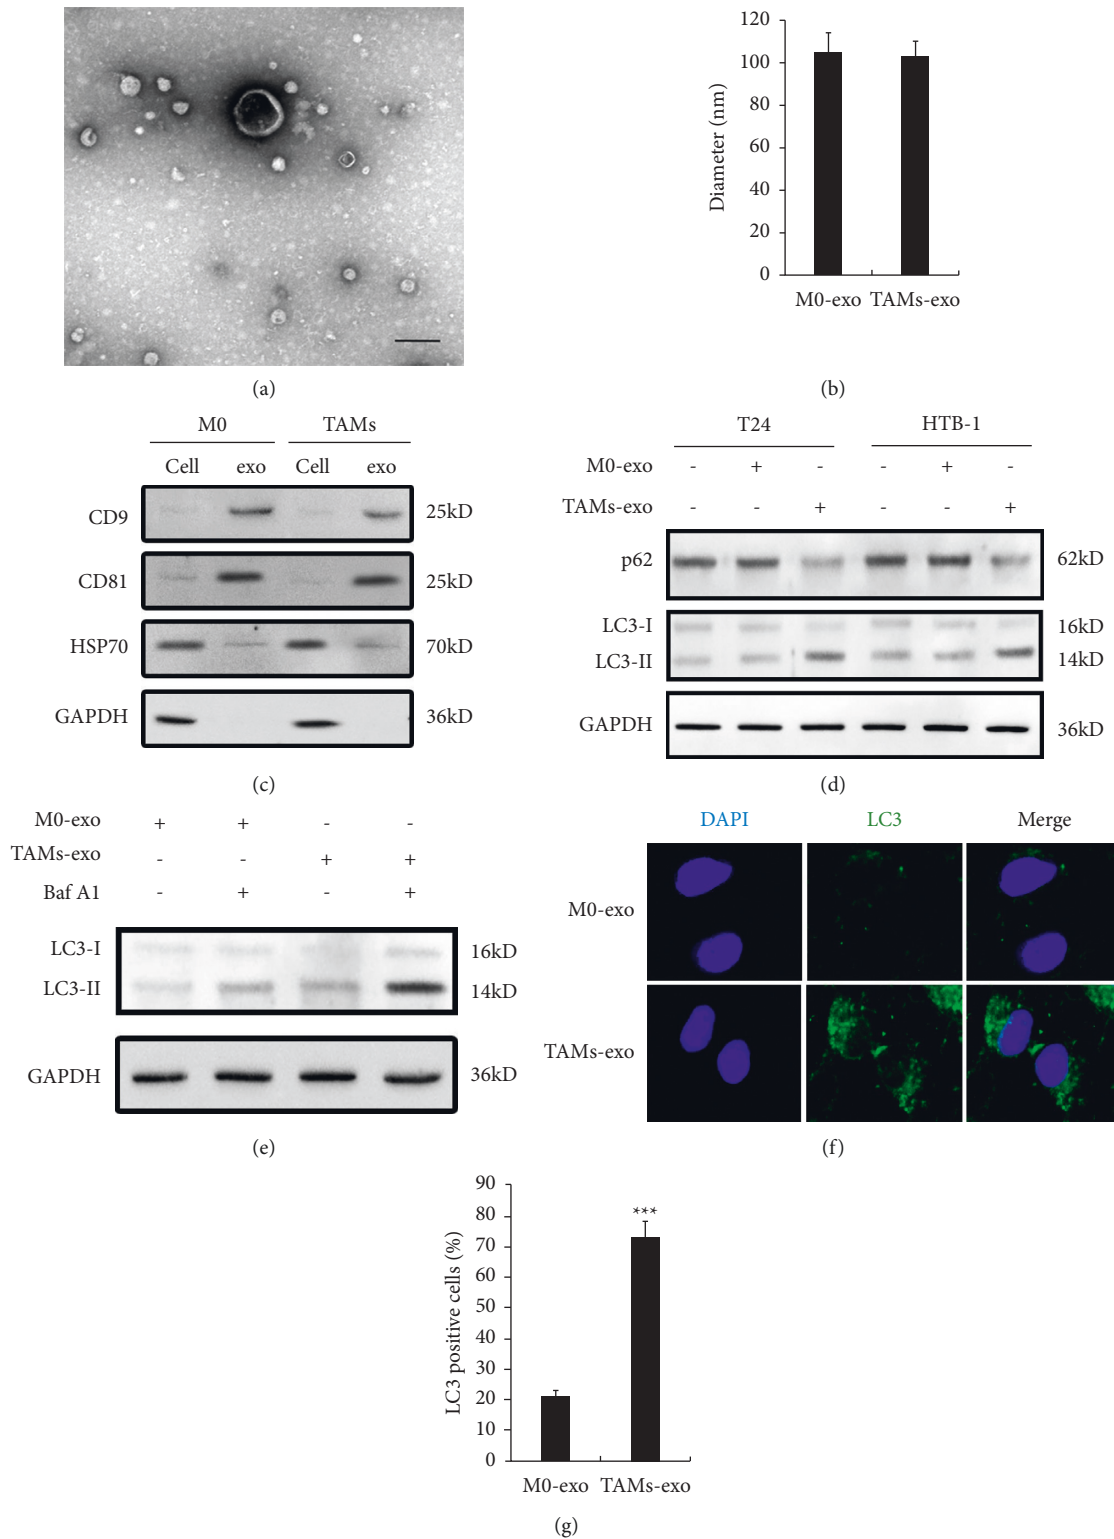 (a)
120
100
80
60
40
20
0
Diameter (nm)
M0-exo TAMs-exo
(b)
M0 TAMs
Cell exo Cell exo
CD9 25kD
CD81 25kD
HSP70 70kD
GAPDH 36kD
(c)
T24 HTB-1
M0-exo - + - - + -
TAMs-exo - - + - - +
p62 62kD
LC3-I 16kD
LC3-II 14kD
GAPDH 36kD
(d)
M0-exo + + - -
TAMs-exo - - + +
Baf A1 - + - +
LC3-I 16kD
LC3-II 14kD
GAPDH 36kD
(e)
DAPI LC3 Merge
M0-exo
TAMs-exo
(f)
90
80
70
60
50
40
30
20
10
0
LC3 positive cells (%)
***
M0-exo TAMs-exo
(g)